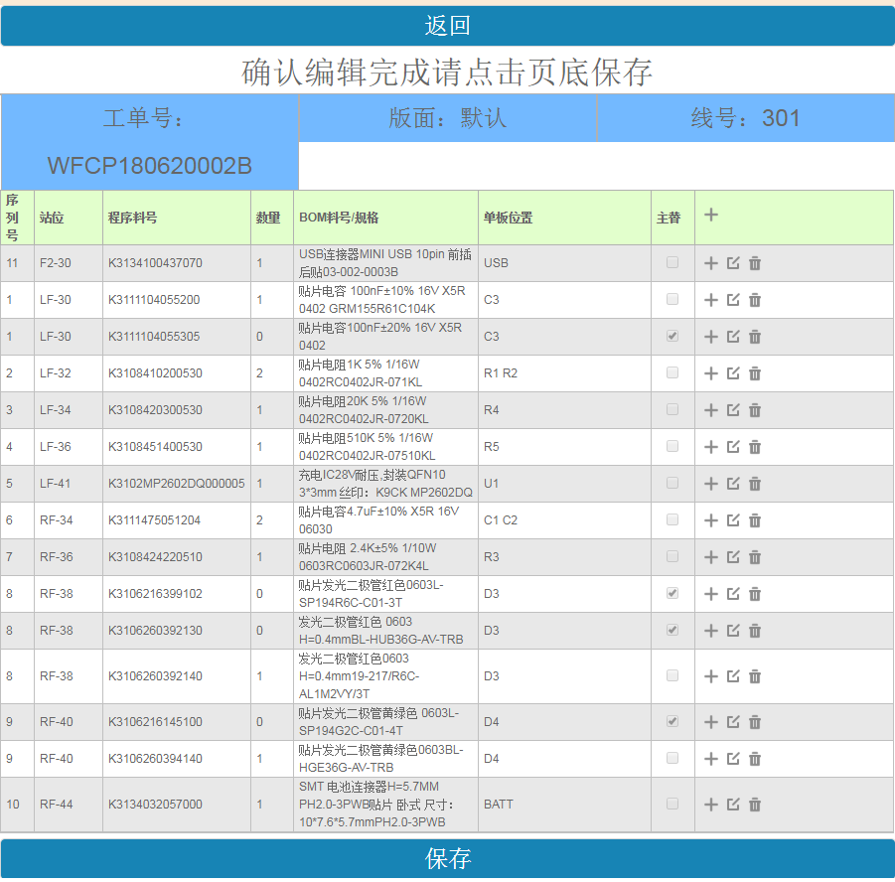 返回
确认编辑完成请点击页底保存
工单号： 版面：默认 线号：301
WFCP180620002B
序列号 站位 程序料号 数量 BOM料号/规格 单板位置 主替
11 F2-30 K3134100437070 1 USB连接器MINI USB 10pin 前插后贴03-002-0003B USB
1 LF-30 K3111104055200 1 贴片电容 100nF±10% 16V X5R 0402 GRM155R61C104K C3
1 LF-30 K3111104055305 0 贴片电容100nF±20% 16V X5R 0402 C3
2 LF-32 K3108410200530 2 贴片电阻1K 5% 1/16W 0402RC0402JR-071KL R1 R2
3 LF-34 K3108420300530 1 贴片电阻20K 5% 1/16W 0402RC0402JR-0720KL R4
4 LF-36 K3108451400530 1 贴片电阻510K 5% 1/16W 0402RC0402JR-07510KL R5
5 LF-41 K3102MP2602DQ000005 1 充电IC28V耐压,封装QFN10 3*3mm 丝印：K9CK MP2602DQ U1
6 RF-34 K3111475051204 2 贴片电容4.7uF±10% X5R 16V 06030 C1 C2
7 RF-36 K3108424220510 1 贴片电阻 2.4K±5% 1/10W 0603RC0603JR-072K4L R3
8 RF-38 K3106216399102 0 贴片发光二极管红色0603L-SP194R6C-C01-3T D3
8 RF-38 K3106260392130 0 发光二极管红色 0603 H=0.4mmBL-HUB36G-AV-TRB D3
8 RF-38 K3106260392140 1 发光二极管红色0603 H=0.4mm19-217/R6C-AL1M2VY/3T D3
9 RF-40 K3106216145100 0 贴片发光二极管黄绿色 0603L-SP194G2C-C01-4T D4
9 RF-40 K3106260394140 1 贴片发光二极管黄绿色0603BL-HGE36G-AV-TRB D4
10 RF-44 K3134032057000 1 SMT 电池连接器H=5.7MM PH2.0-3PWB贴片 卧式 尺寸：10*7.6*5.7mmPH2.0-3PWB BATT
保存